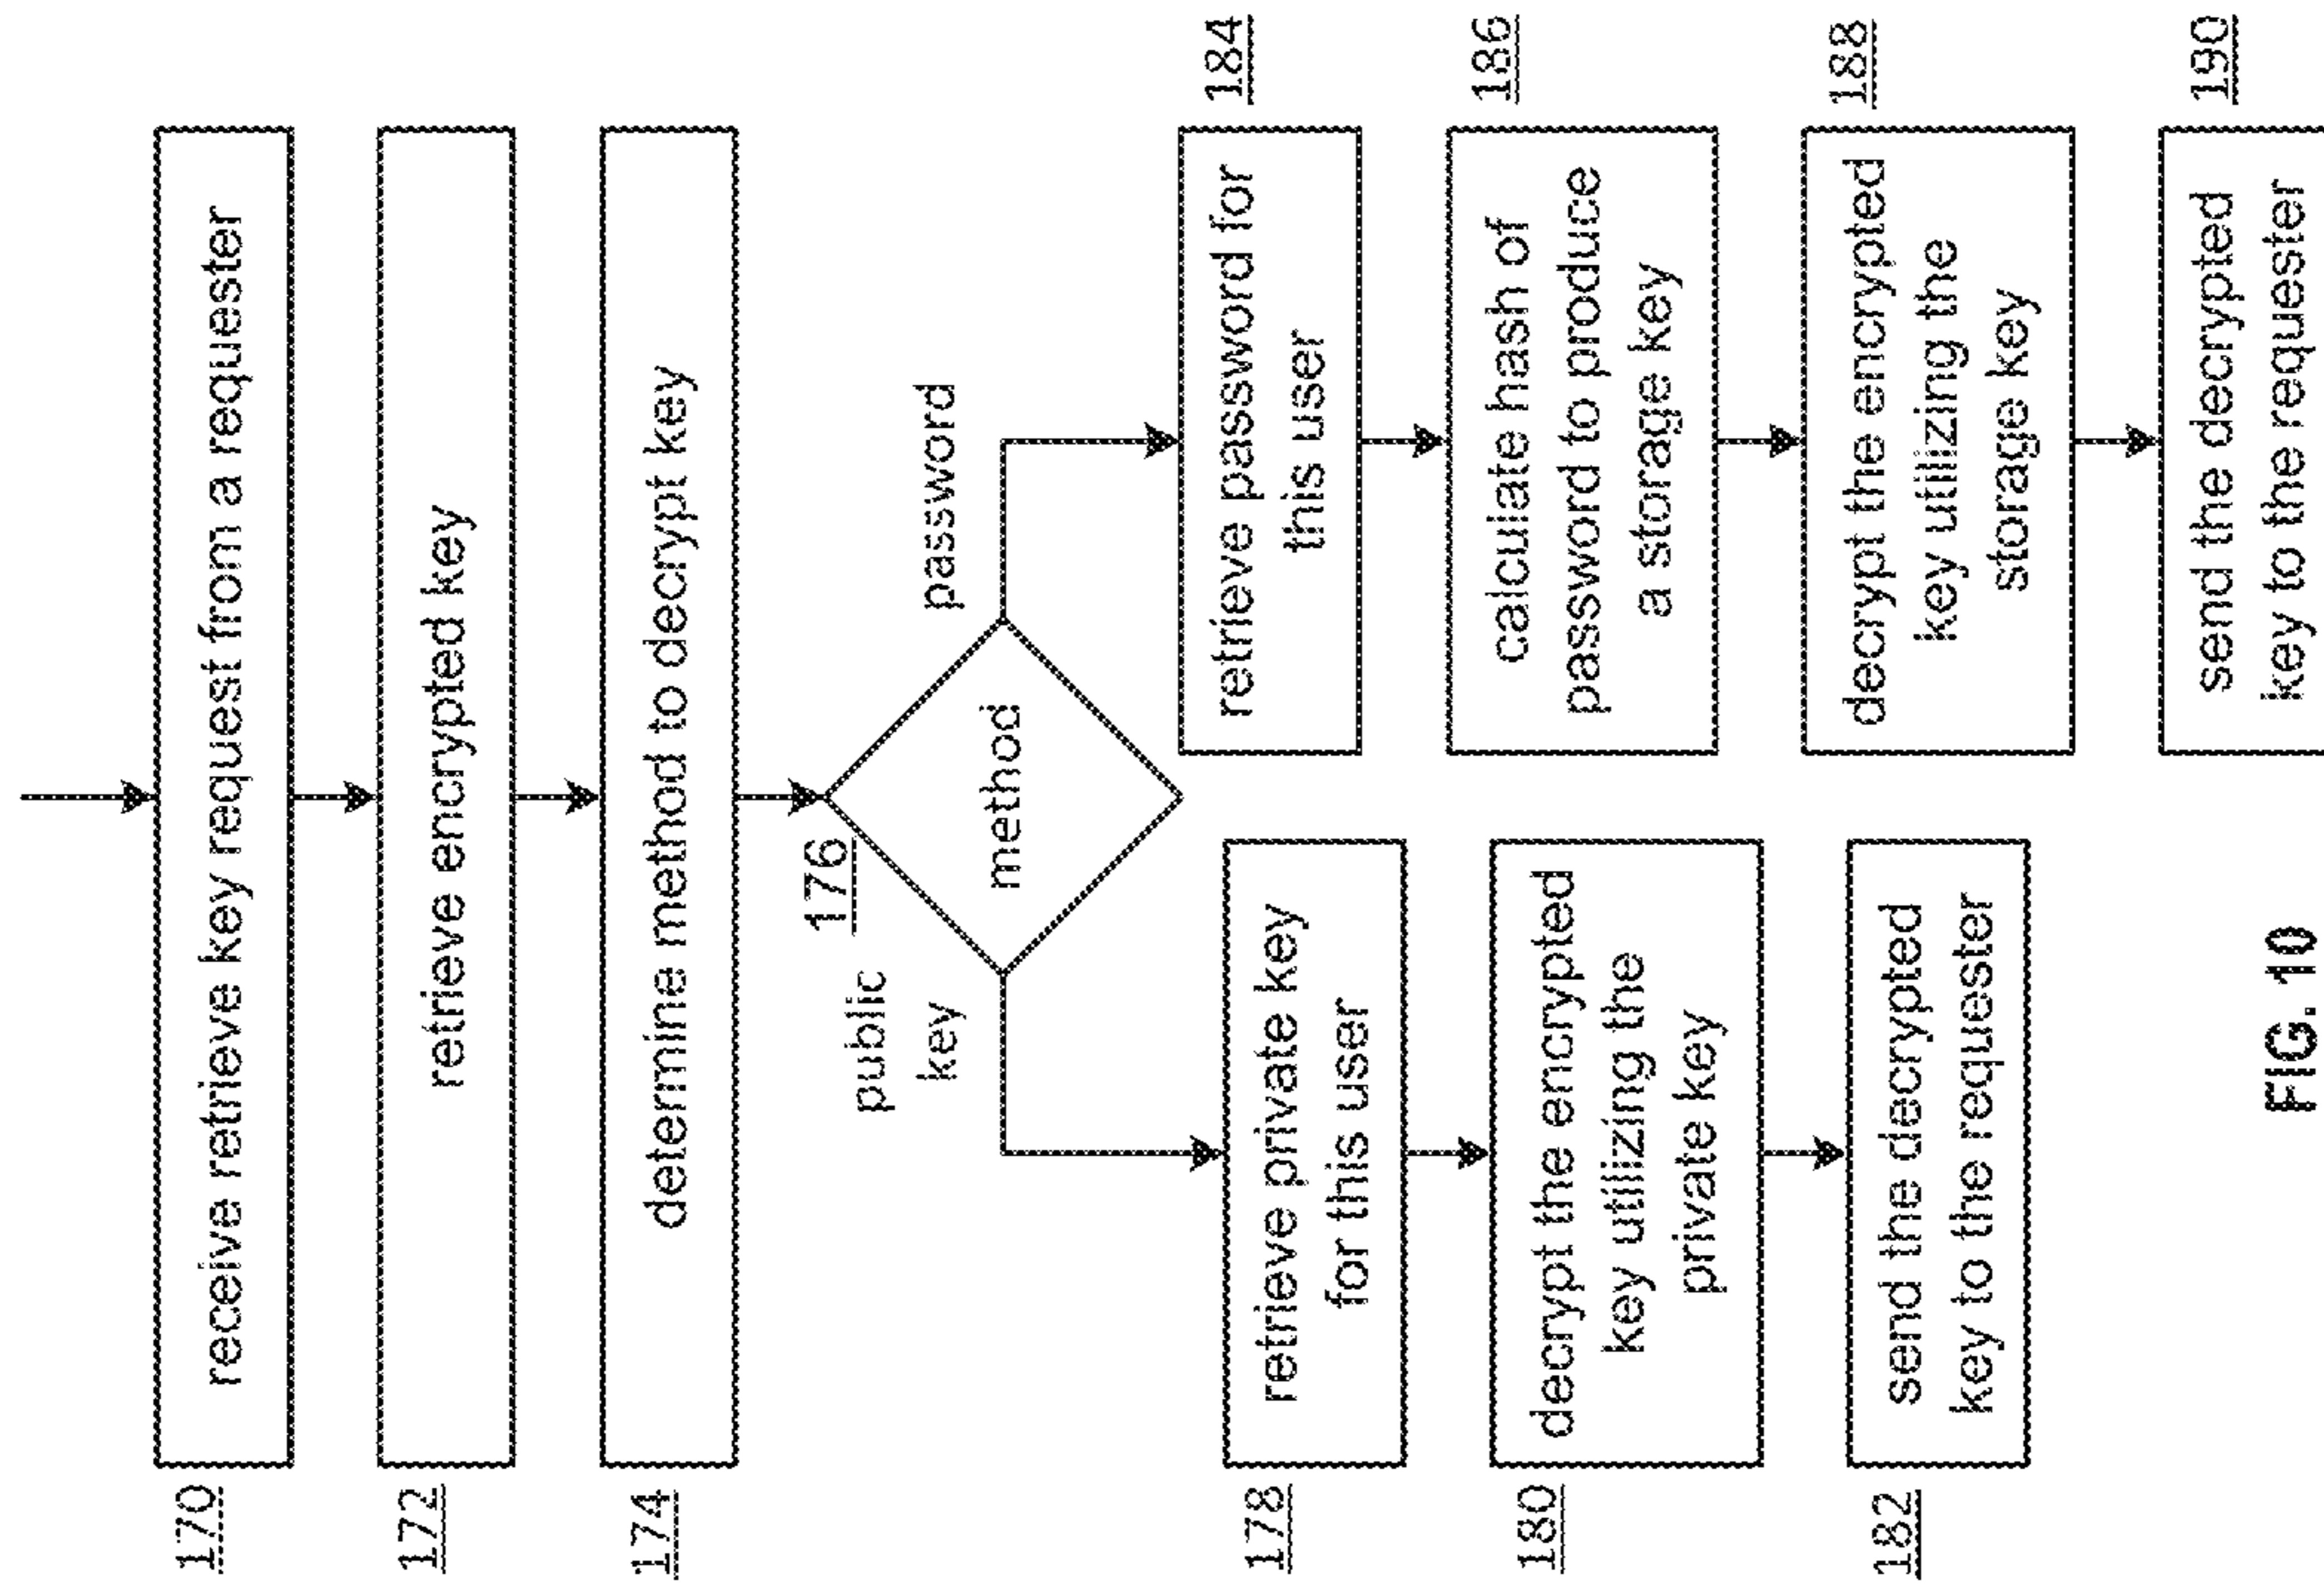 170
receive retrieve key request from a requester
172
retrieve encrypted key
174
determine method to decrypt key
176
method
public
key
password
178
retrieve private key
for this user
180
decrypt the encrypted
key utilizing the
private key
182
send the decrypted
key to the requester
184
retrieve password for
this user
186
calculate hash of
password to produce
a storage key
188
decrypt the encrypted
key utilizing the
storage key
190
send the decrypted
key to the requester
FIG. 10